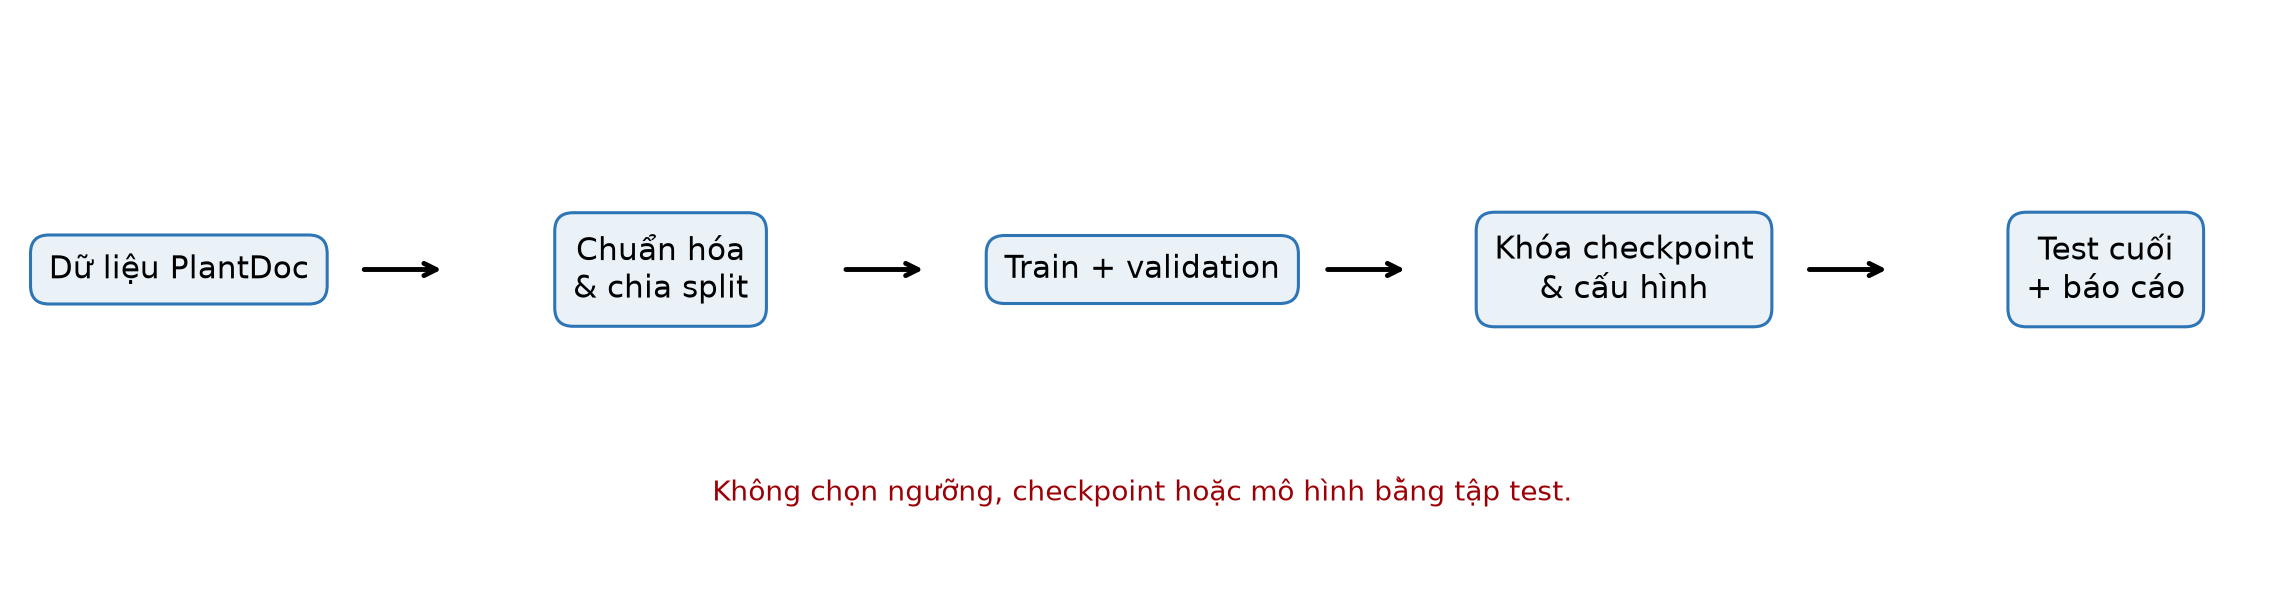 Dữ liệu PlantDoc
Chuẩn hóa
& chia split
Train + validation
Khóa checkpoint
& cấu hình
Test cuối
+ báo cáo
Không chọn ngưỡng, checkpoint hoặc mô hình bằng tập test.